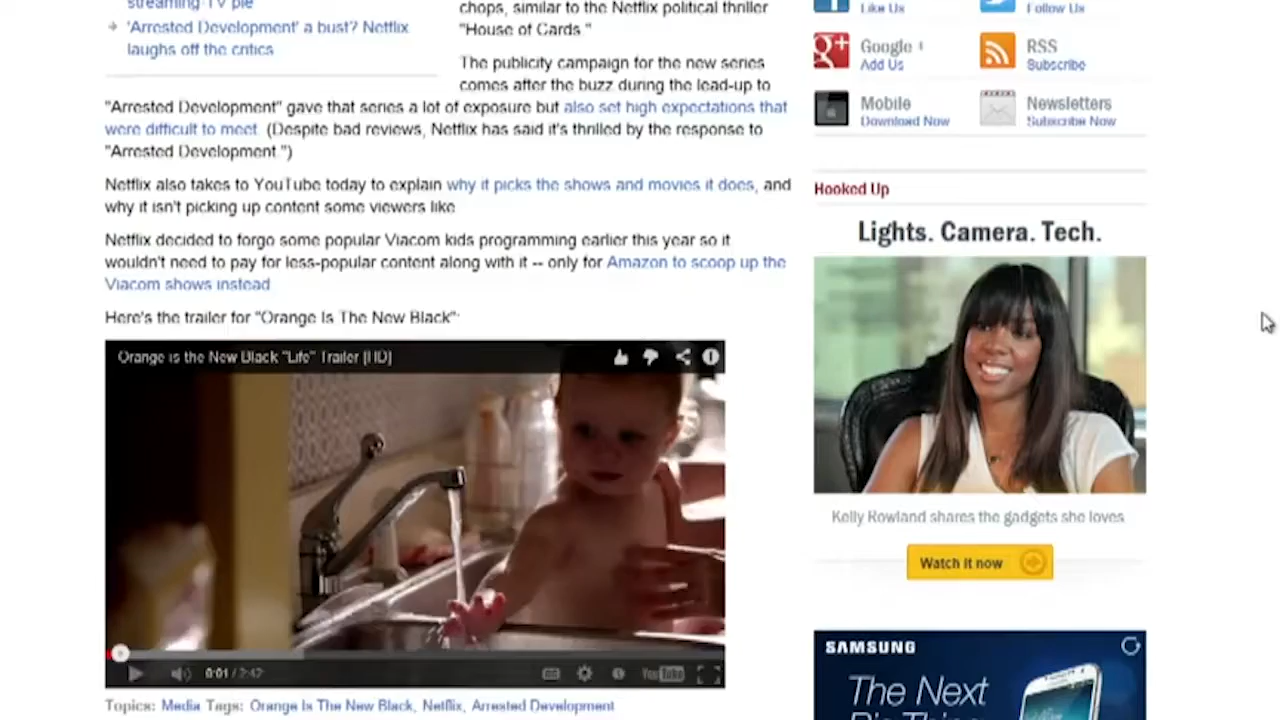 streaming-TV pie
'Arrested Development' a bust? Netflix
laughs off the critics
chops, similar to the Netflix political thriller
"House of Cards."
The publicity campaign for the new series
comes after the buzz during the lead-up to
"Arrested Development" gave that series a lot of exposure but also set high expectations that
were difficult to meet. (Despite bad reviews, Netflix has said it's thrilled by the response to
"Arrested Development.")
Netflix also takes to YouTube today to explain why it picks the shows and movies it does, and
why it isn't picking up content some viewers like.
Netflix decided to forgo some popular Viacom kids programming earlier this year so it
wouldn't need to pay for less-popular content along with it -- only for Amazon to scoop up the
Viacom shows instead.
Here's the trailer for "Orange Is The New Black":
Orange is the New Black "Life" Trailer [HD]
0:01 / 2:42
CC
YouTube
Topics: Media Tags: Orange Is The New Black, Netflix, Arrested Development
Like Us
Follow Us
g+
Google +
Add Us
RSS
Subscribe
Mobile
Download Now
Newsletters
Subscribe Now
Hooked Up
Lights. Camera. Tech.
Kelly Rowland shares the gadgets she loves
Watch it now
SAMSUNG
The Next
Big Thing